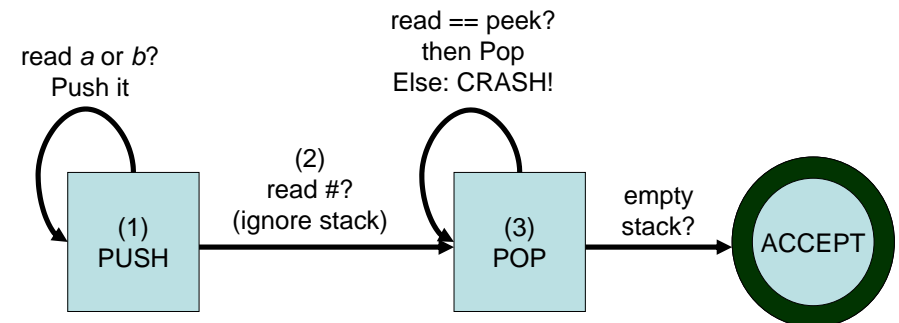 read a or b?
Push it
(1)
PUSH
(2)
read #?
(ignore stack)
read == peek?
then Pop
Else: CRASH!
(3)
POP
empty
stack?
ACCEPT